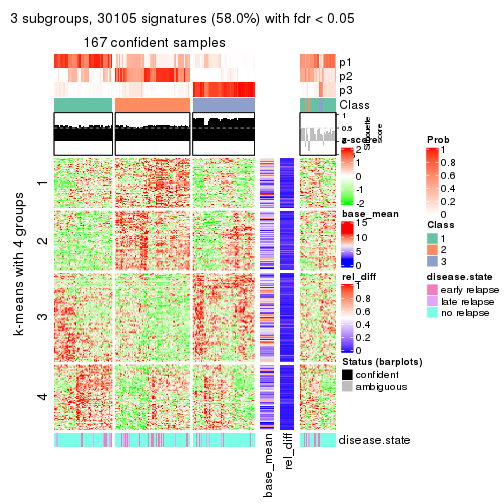 3 subgroups, 30105 signatures (58.0%) with fdr < 0.05
167 confident samples
p1
p2
p3
Class
1
0.5
0
Silhouette
score
k-means with 4 groups
1
2
3
4
base_mean
rel_diff
disease.state
z-score
2
1
0
-1
-2
base_mean
15
10
5
0
rel_diff
1
0.8
0.6
0.4
0.2
0
Status (barplots)
confident
ambiguous
Prob
1
0.8
0.6
0.4
0.2
0
Class
1
2
3
disease.state
early relapse
late relapse
no relapse